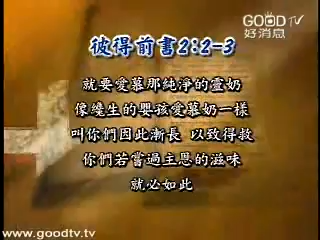 GOOD TV
好消息
彼得前書2:2-3
就要愛慕那純淨的靈奶
像纔生的嬰孩愛慕奶一樣
叫你們因此漸長 以致得救
你們若嘗過主恩的滋味
就必如此
www.goodtv.tv